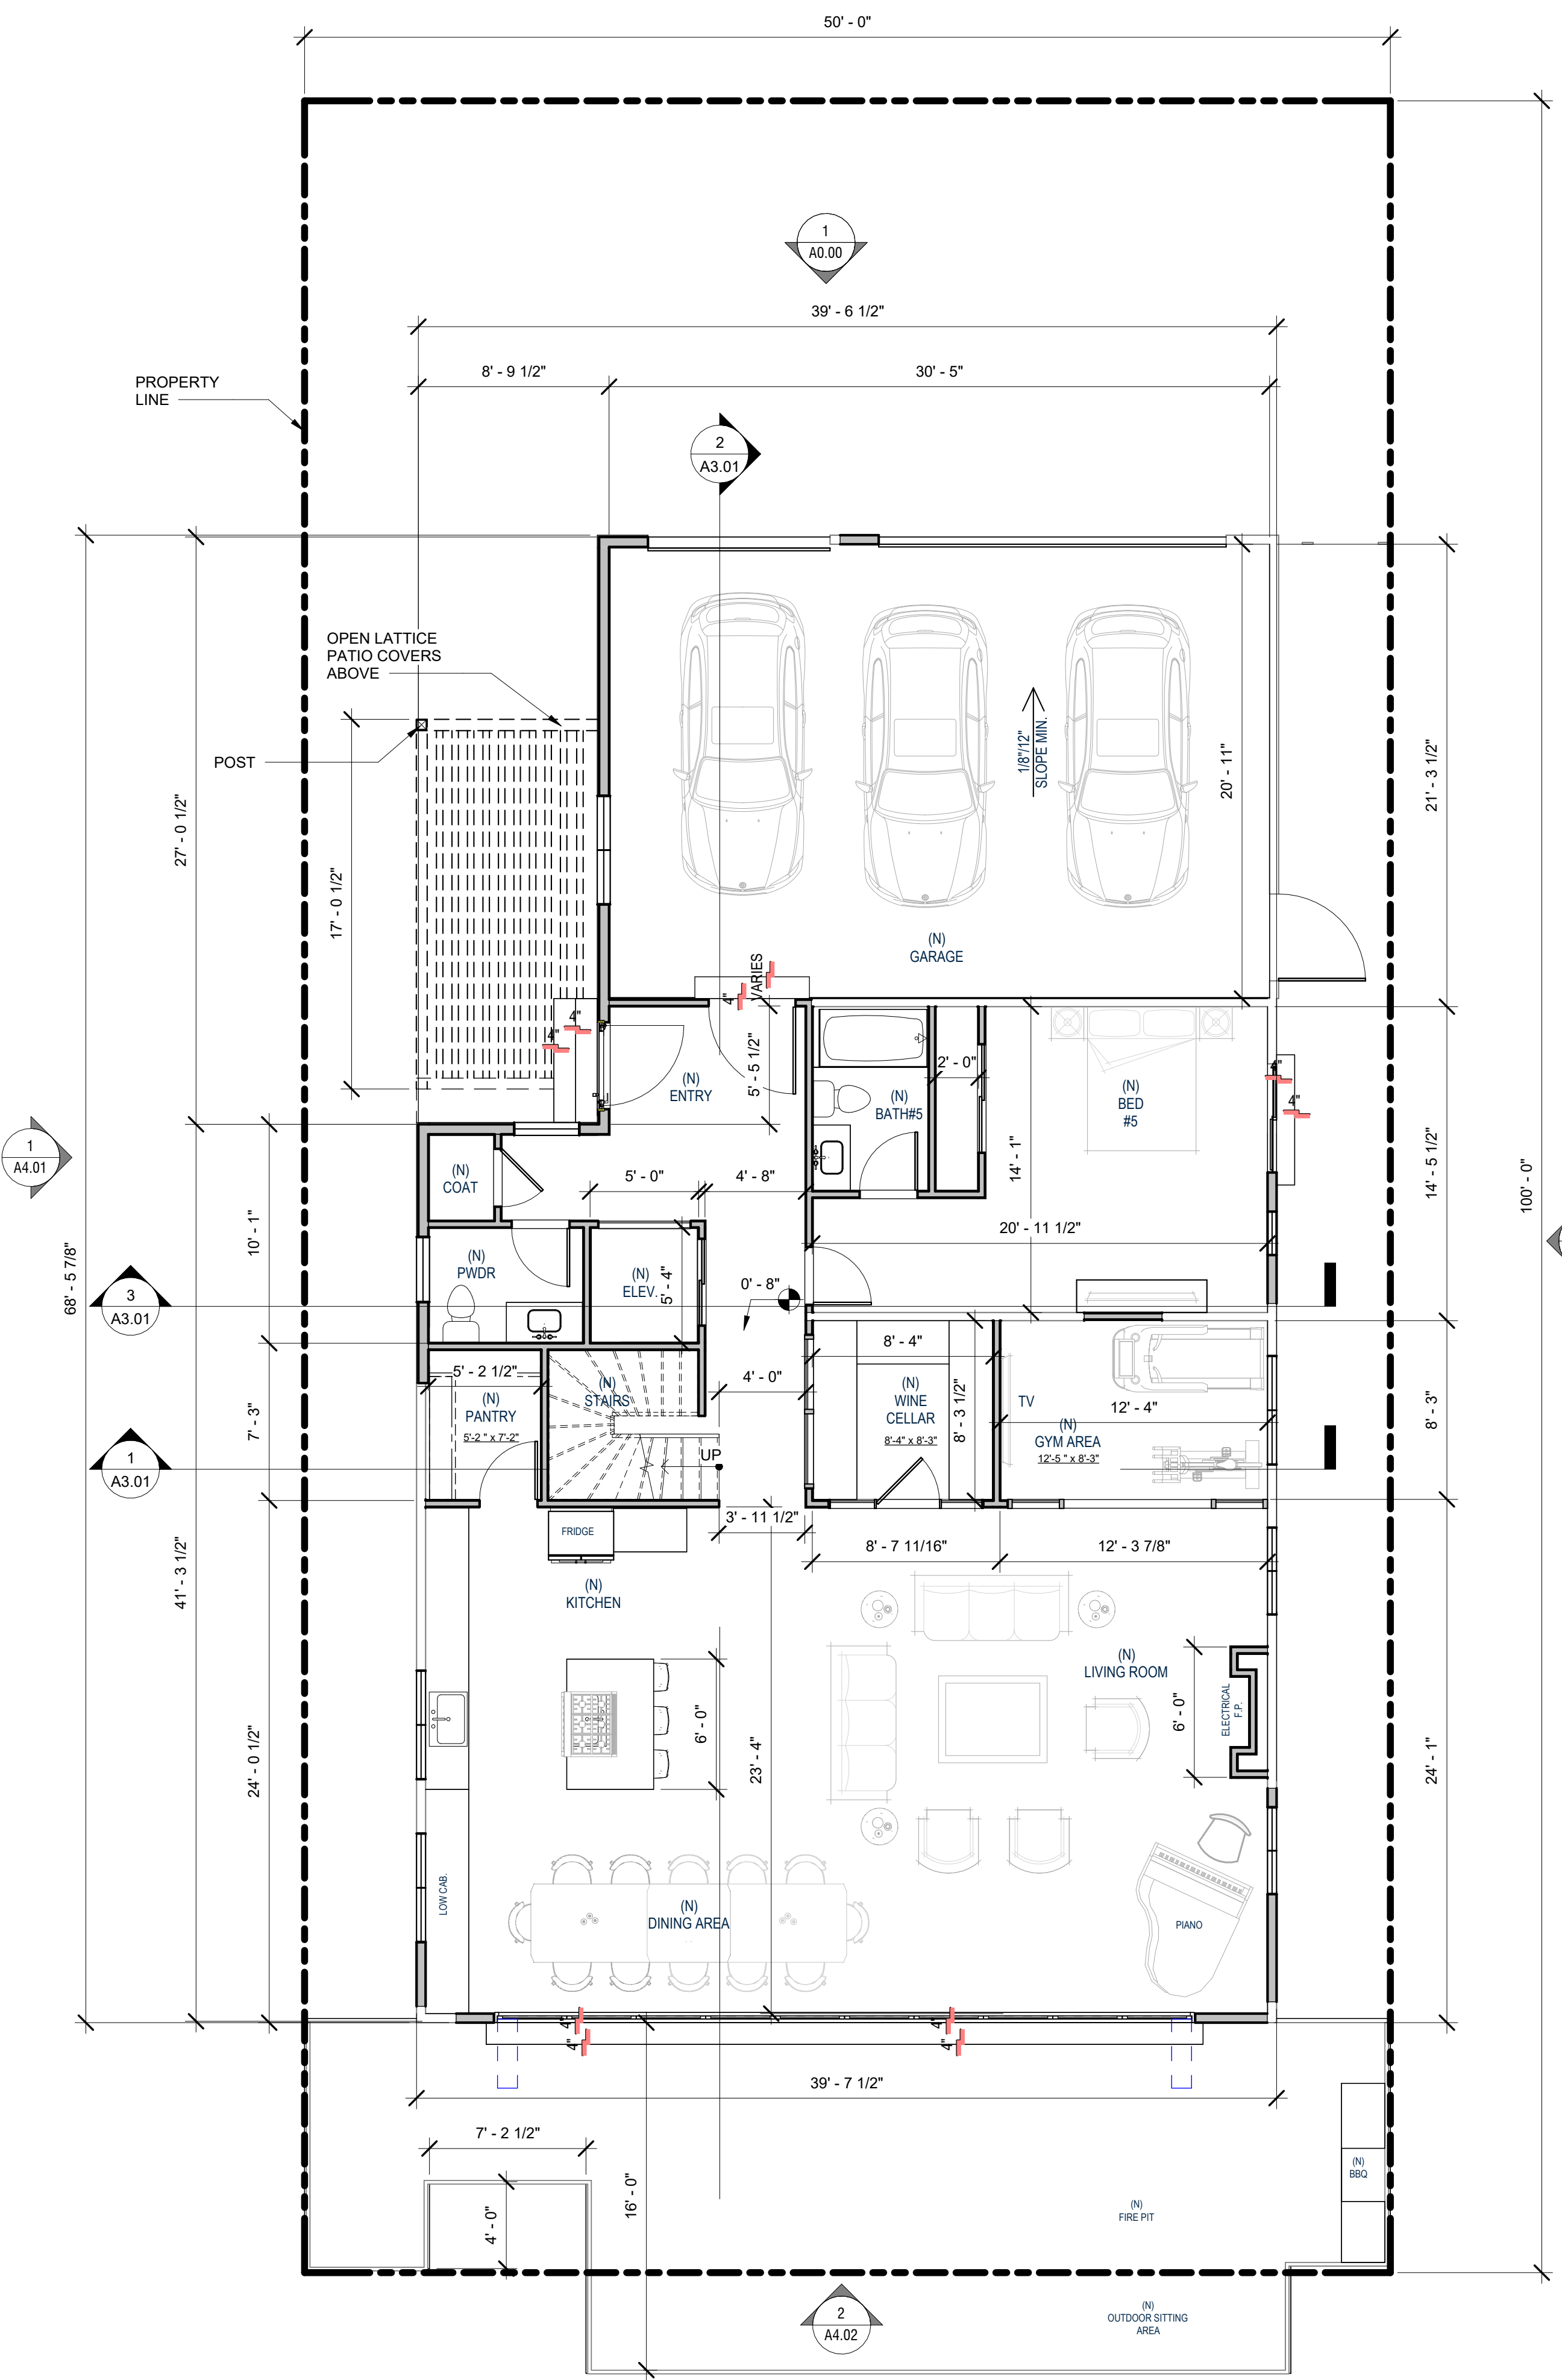 50' - 0"
1
A0.00
39' - 6 1/2"
8' - 9 1/2"
30' - 5"
PROPERTY
LINE
2
A3.01
OPEN LATTICE
PATIO COVERS
ABOVE
POST
1/8"/12"
SLOPE MIN.
20' - 11"
21' - 3 1/2"
27' - 0 1/2"
17' - 0 1/2"
(N)
GARAGE
VARIES
4"
4"
4"
5' - 5 1/2"
(N)
ENTRY
2' - 0"
(N)
BATH#5
(N)
BED
#5
4"
4"
14' - 1"
14' - 5 1/2"
100' - 0"
1
A4.01
(N)
COAT
5' - 0"
4' - 8"
10' - 1"
68' - 5 7/8"
20' - 11 1/2"
(N)
PWDR
(N)
ELEV.
5' - 4"
0' - 8"
3
A3.01
8' - 4"
5' - 2 1/2"
(N)
PANTRY
5'-2 " x 7'-2"
(N)
STAIRS
4' - 0"
(N)
WINE
CELLAR
8'-4" x 8'-3"
8' - 3 1/2"
TV
12' - 4"
(N)
GYM AREA
12'-5 " x 8'-3"
7' - 3"
8' - 3"
UP
1
A3.01
3' - 11 1/2"
FRIDGE
8' - 7 11/16"
12' - 3 7/8"
41' - 3 1/2"
(N)
KITCHEN
(N)
LIVING ROOM
6' - 0"
6' - 0"
ELECTRICAL
F.P.
23' - 4"
24' - 0 1/2"
24' - 1"
LOW CAB.
(N)
DINING AREA
PIANO
4"
4"
4"
4"
39' - 7 1/2"
7' - 2 1/2"
16' - 0"
4' - 0"
(N)
BBQ
(N)
FIRE PIT
2
A4.02
(N)
OUTDOOR SITTING
AREA